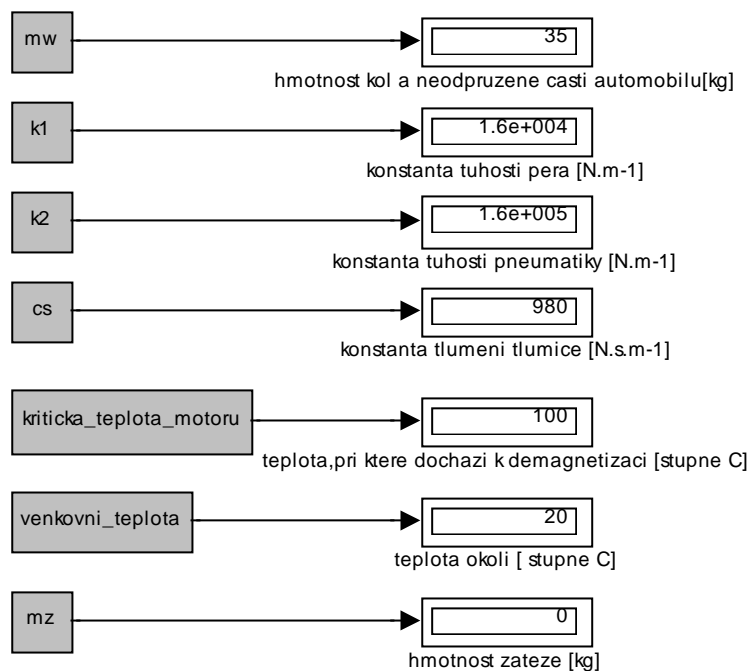 mw
35
hmotnost kol a neodpruzene casti automobilu[kg]
k1
1.6e+004
konstanta tuhosti pera [N.m-1]
k2
1.6e+005
konstanta tuhosti pneumatiky [N.m-1]
cs
980
konstanta tlumeni tlumice [N.s.m-1]
kriticka_teplota_motoru
100
teplota,pri ktere dochazi k demagnetizaci [stupne C]
venkovni_teplota
20
teplota okoli [ stupne C]
mz
0
hmotnost zateze [kg]